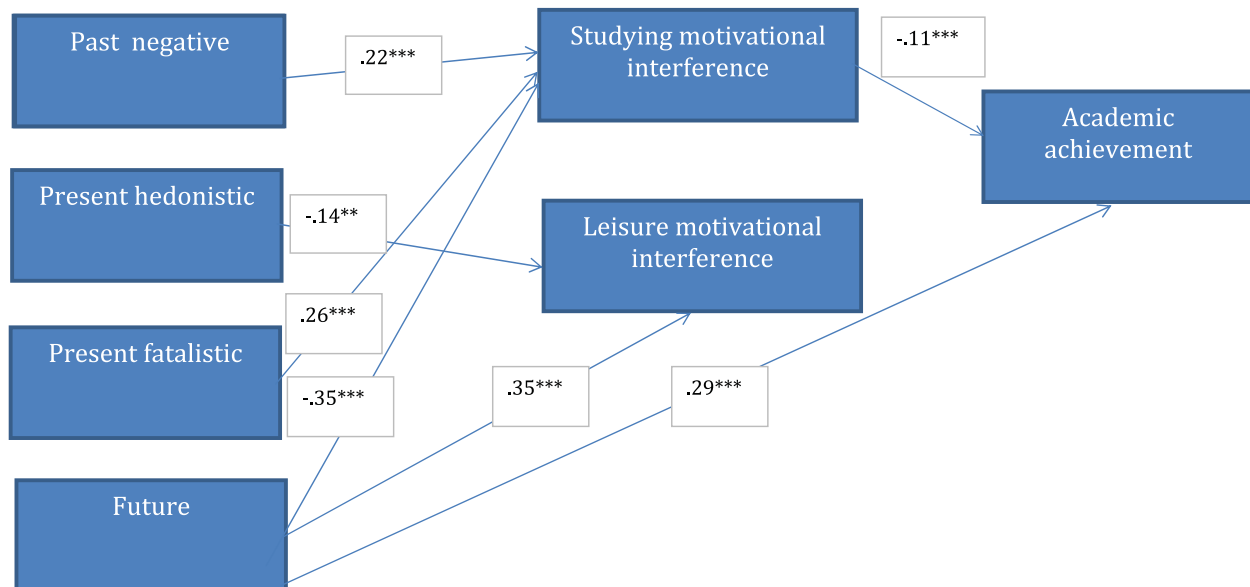 Past  negative
.22***
Studying motivational
interference
-.11***
Academic
achievement
Present hedonistic
-.14**
Leisure motivational
interference
.26***
Present fatalistic
-.35***
.35***
.29***
Future